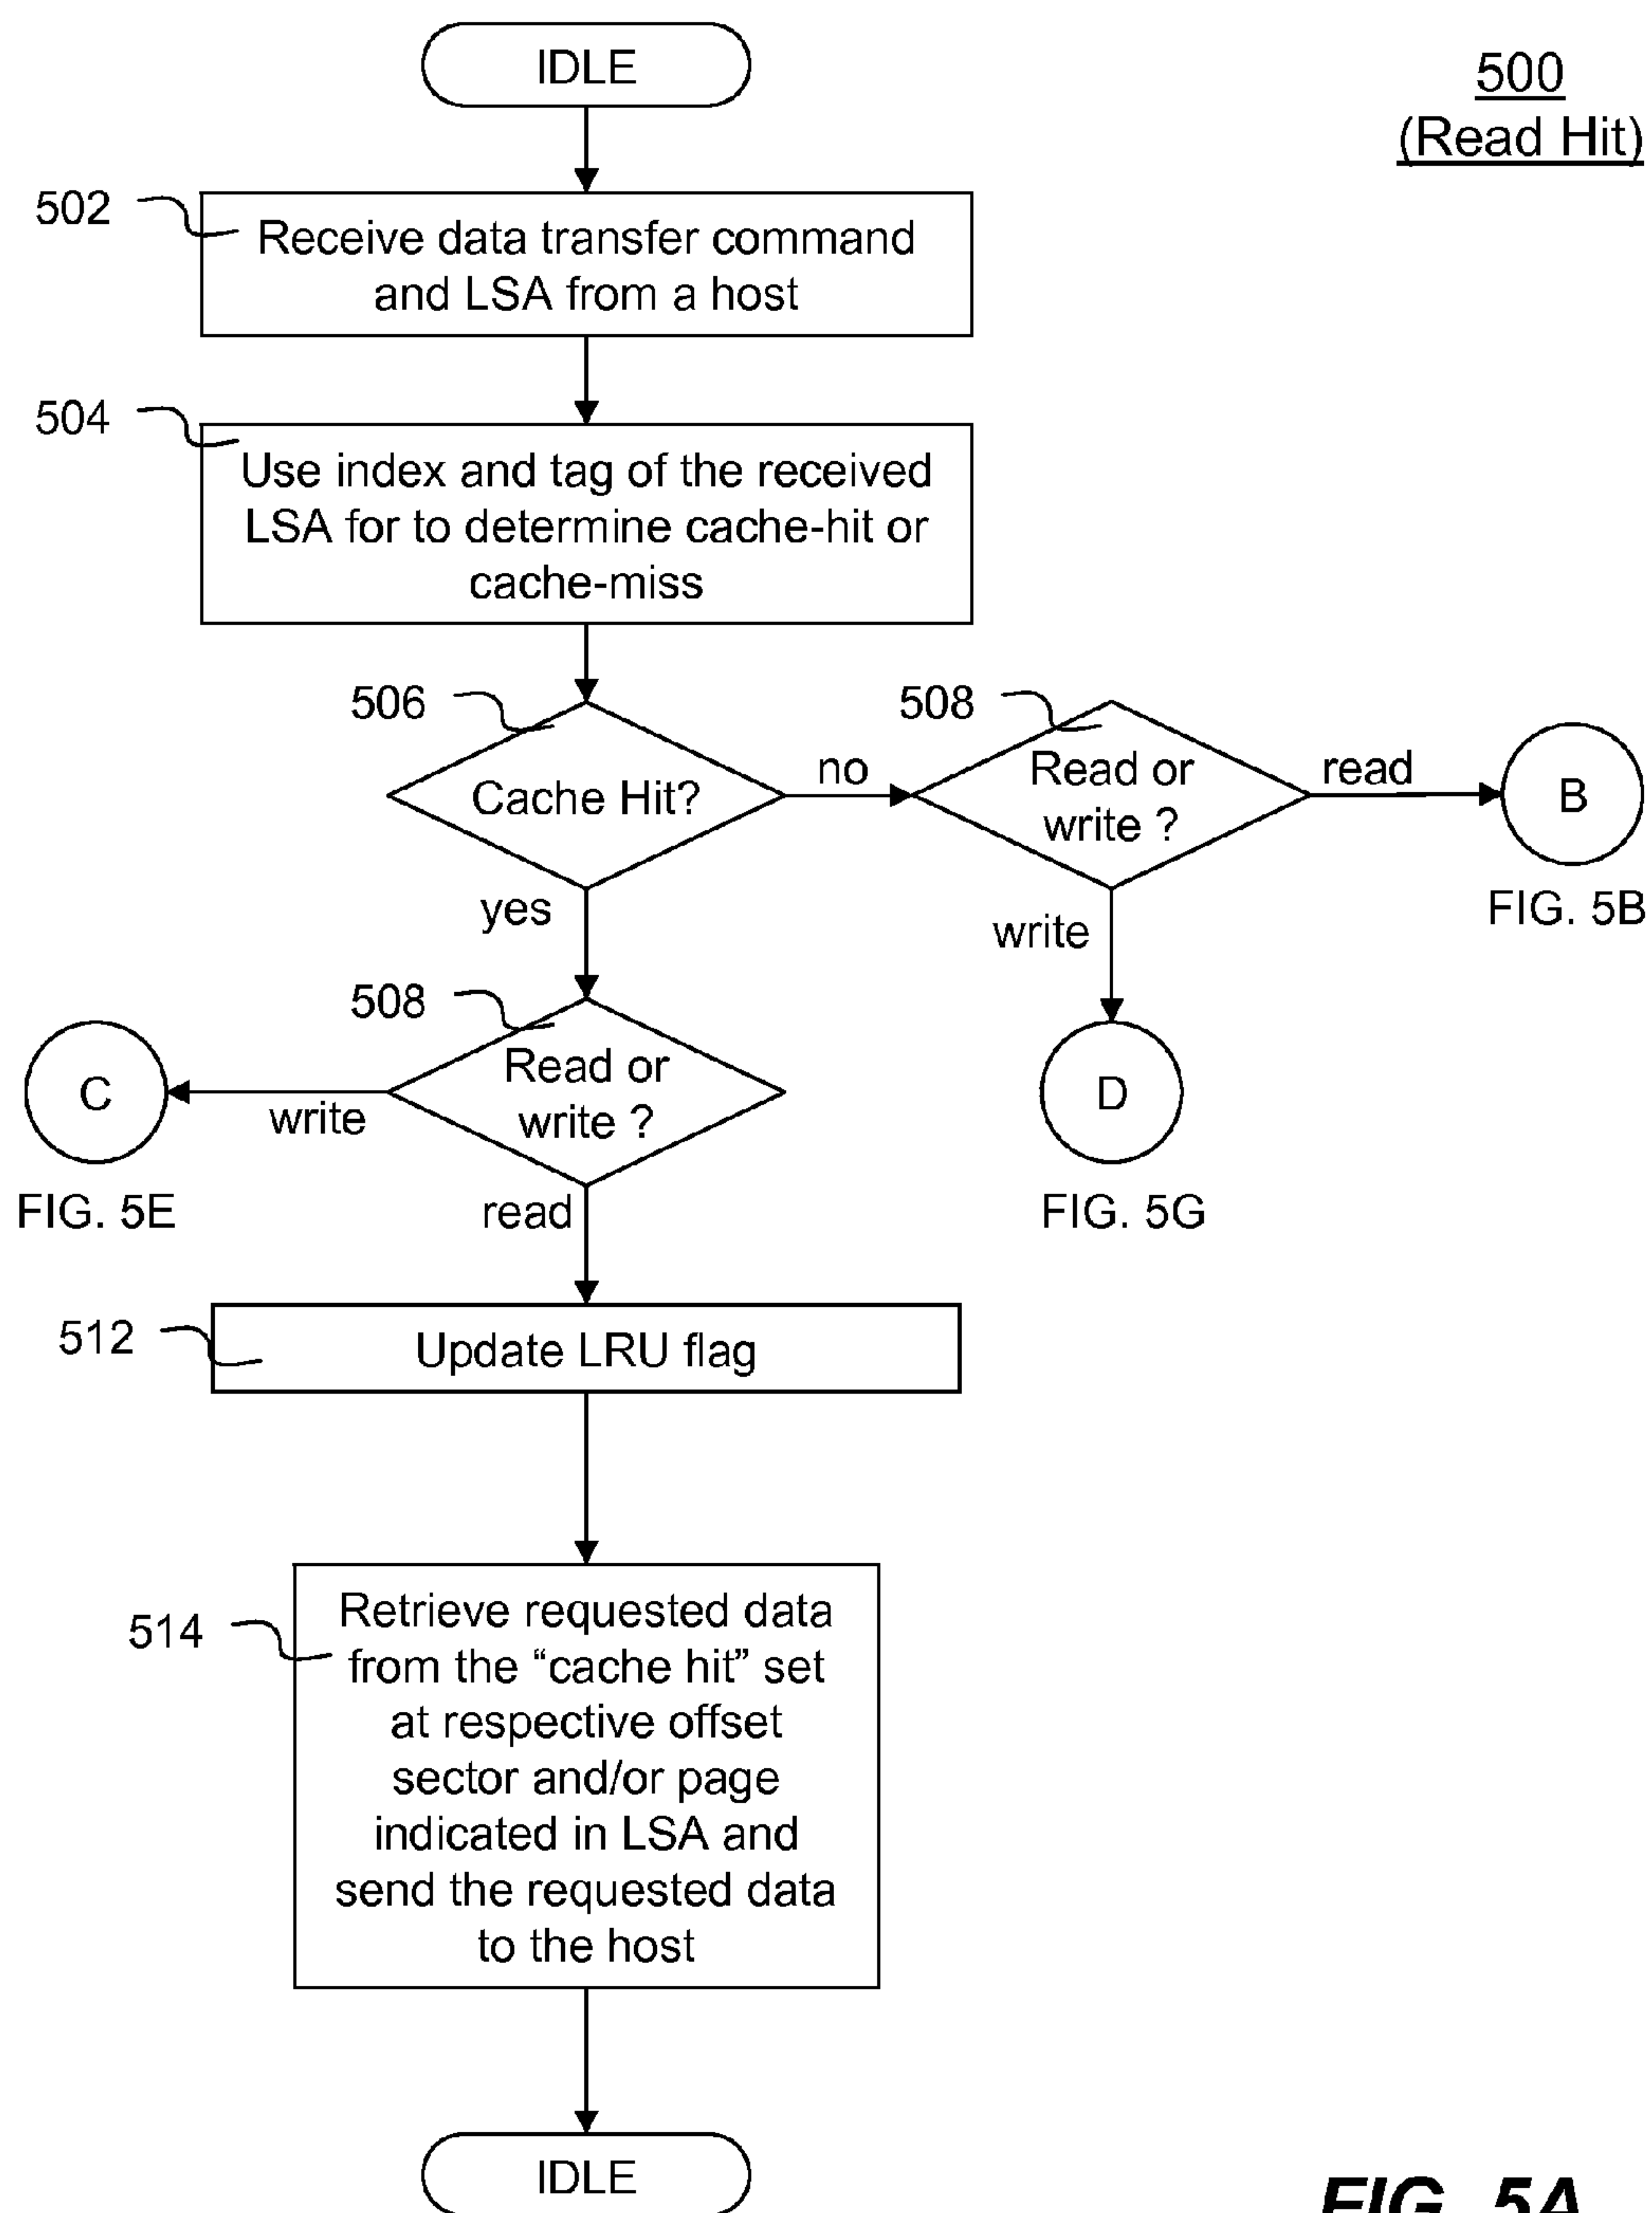 IDLE
500
(Read Hit)
502
Receive data transfer command
and LSA from a host
504
Use index and tag of the received
LSA for to determine cache-hit or
cache-miss
506
Cache Hit?
no
508
Read or
write ?
read
B
FIG. 5B
yes
write
D
FIG. 5G
508
Read or
write ?
write
C
FIG. 5E
read
512
Update LRU flag
514
Retrieve requested data
from the “cache hit” set
at respective offset
sector and/or page
indicated in LSA and
send the requested data
to the host
IDLE
FIG. 5A